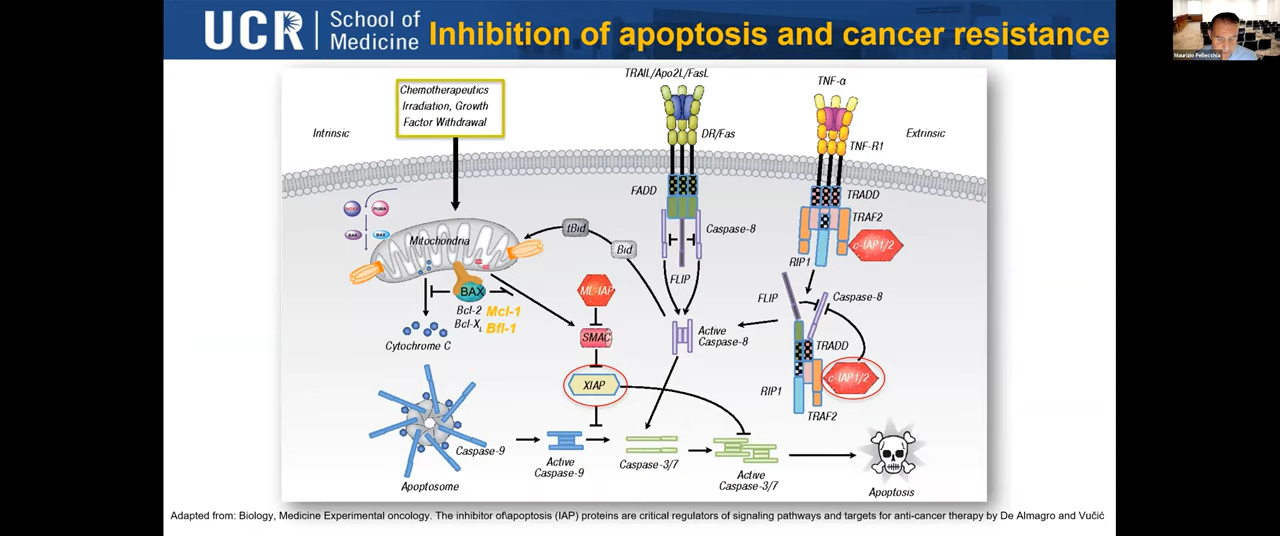 UCR School of
Medicine
Inhibition of apoptosis and cancer resistance
Maurizio Pellecchia
Chemotherapeutics
Irradiation, Growth
Factor Withdrawal
Intrinsic
TRAIL/Apo2L/FasL
DR/Fas
TNF-α
TNF-R1
Extrinsic
FADD
TRADD
TRAF2
c-IAP1/2
RIP1
Caspase-8
FLIP
PUMA
BAK
BAX
Mitochondria
tBid
Bid
BAX
Bcl-2
Mcl-1
Bcl-XL
Bfl-1
Cytochrome C
ML-IAP
SMAC
XIAP
Active
Caspase-8
FLIP
Caspase-8
TRADD
c-IAP1/2
RIP1
TRAF2
Caspase-9
Apoptosome
Active
Caspase-9
Caspase-3/7
Active
Caspase-3/7
Apoptosis
Adapted from: Biology, Medicine Experimental oncology. The inhibitor of\apoptosis (IAP) proteins are critical regulators of signaling pathways and targets for anti-cancer therapy by De Almagro and Vučić